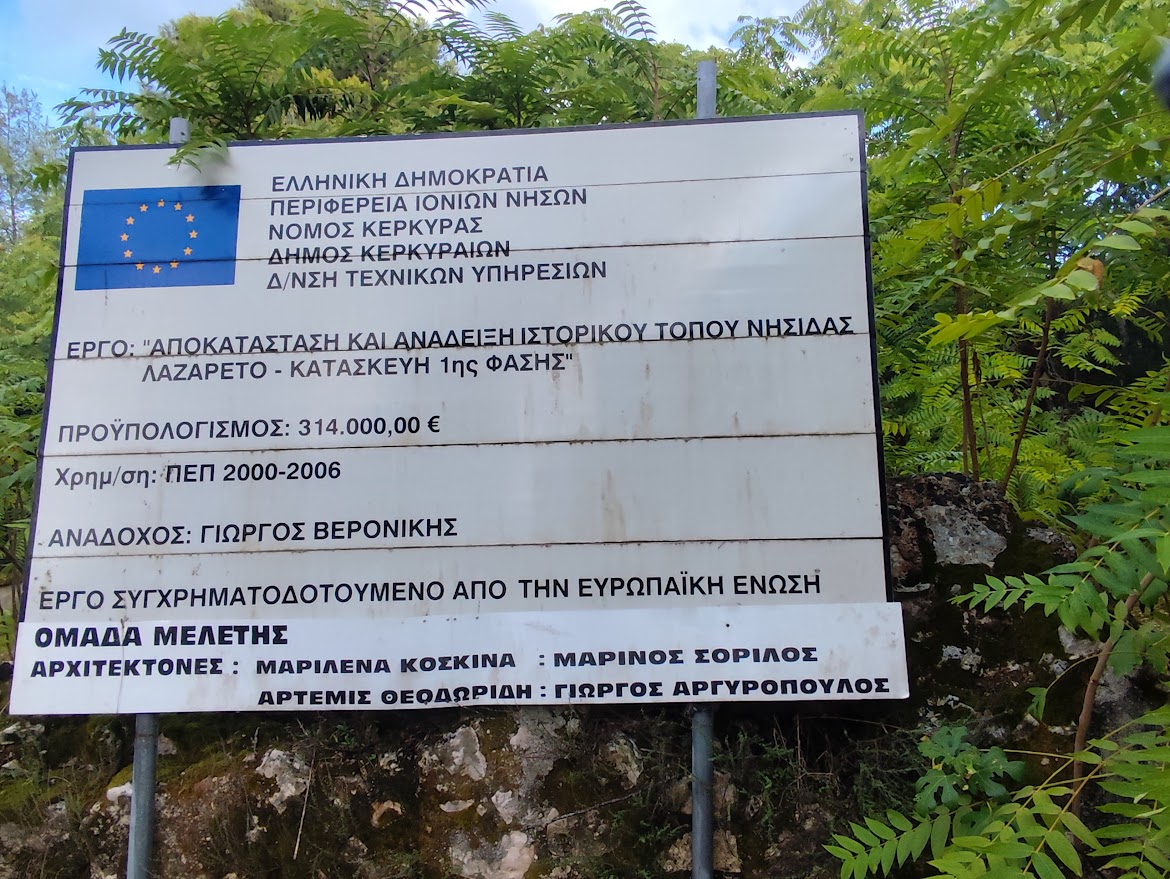 ΕΛΛΗΝΙΚΗ ΔΗΜΟΚΡΑΤΙΑ
ΠΕΡΙΦΕΡΕΙΑ ΙΟΝΙΩΝ ΝΗΣΩΝ
ΝΟΜΟΣ ΚΕΡΚΥΡΑΣ
ΔΗΜΟΣ ΚΕΡΚΥΡΑΙΩΝ
Δ/ΝΣΗ ΤΕΧΝΙΚΩΝ ΥΠΗΡΕΣΙΩΝ
ΕΡΓΟ: "ΑΠΟΚΑΤΑΣΤΑΣΗ ΚΑΙ ΑΝΑΔΕΙΞΗ ΙΣΤΟΡΙΚΟΥ ΤΟΠΟΥ ΝΗΣΙΔΑΣ
ΛΑΖΑΡΕΤΟ - ΚΑΤΑΣΚΕΥΗ 1ης ΦΑΣΗΣ"
ΠΡΟΫΠΟΛΟΓΙΣΜΟΣ: 314.000,00 €
Χρημ/ση: ΠΕΠ 2000-2006
ΑΝΑΔΟΧΟΣ: ΓΙΩΡΓΟΣ ΒΕΡΟΝΙΚΗΣ
ΕΡΓΟ ΣΥΓΧΡΗΜΑΤΟΔΟΤΟΥΜΕΝΟ ΑΠΟ ΤΗΝ ΕΥΡΩΠΑΪΚΗ ΕΝΩΣΗ
ΟΜΑΔΑ ΜΕΛΕΤΗΣ
ΑΡΧΙΤΕΚΤΟΝΕΣ : ΜΑΡΙΛΕΝΑ ΚΟΣΚΙΝΑ : ΜΑΡΙΝΟΣ ΣΟΡΙΛΟΣ
ΑΡΤΕΜΙΣ ΘΕΟΔΩΡΙΔΗ : ΓΙΩΡΓΟΣ ΑΡΓΥΡΟΠΟΥΛΟΣ